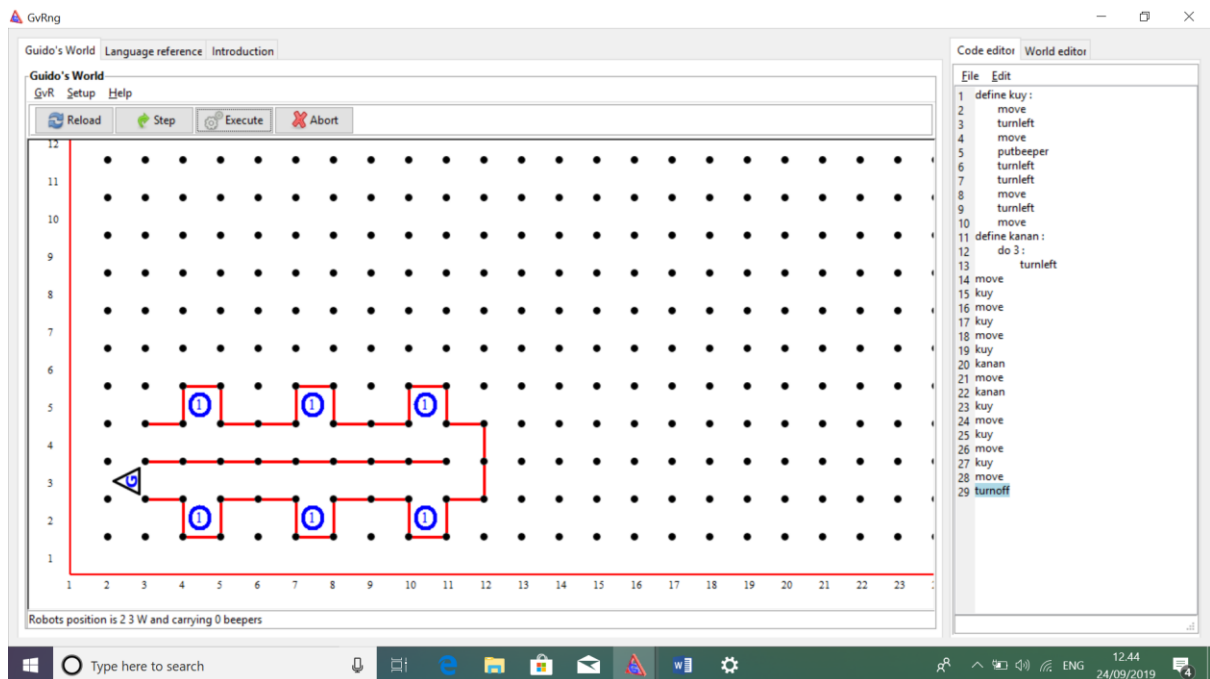 GvRng
Guido's World Language reference Introduction
Guido's World
GvR Setup Help
Reload Step Execute Abort
12
11
10
9
8
7
6
5
4
3
2
1
1 1 1
G
1 1 1
1 2 3 4 5 6 7 8 9 10 11 12 13 14 15 16 17 18 19 20 21 22 23
Robots position is 2 3 W and carrying 0 beepers
Code editor World editor
File Edit
1 define kuy :
2 move
3 turnleft
4 move
5 putbeeper
6 turnleft
7 turnleft
8 move
9 turnleft
10 move
11 define kanan :
12 do 3 :
13 turnleft
14 move
15 kuy
16 move
17 kuy
18 move
19 kuy
20 kanan
21 move
22 kanan
23 kuy
24 move
25 kuy
26 move
27 kuy
28 move
29 turnoff
Type here to search
ENG
12.44
24/09/2019
4